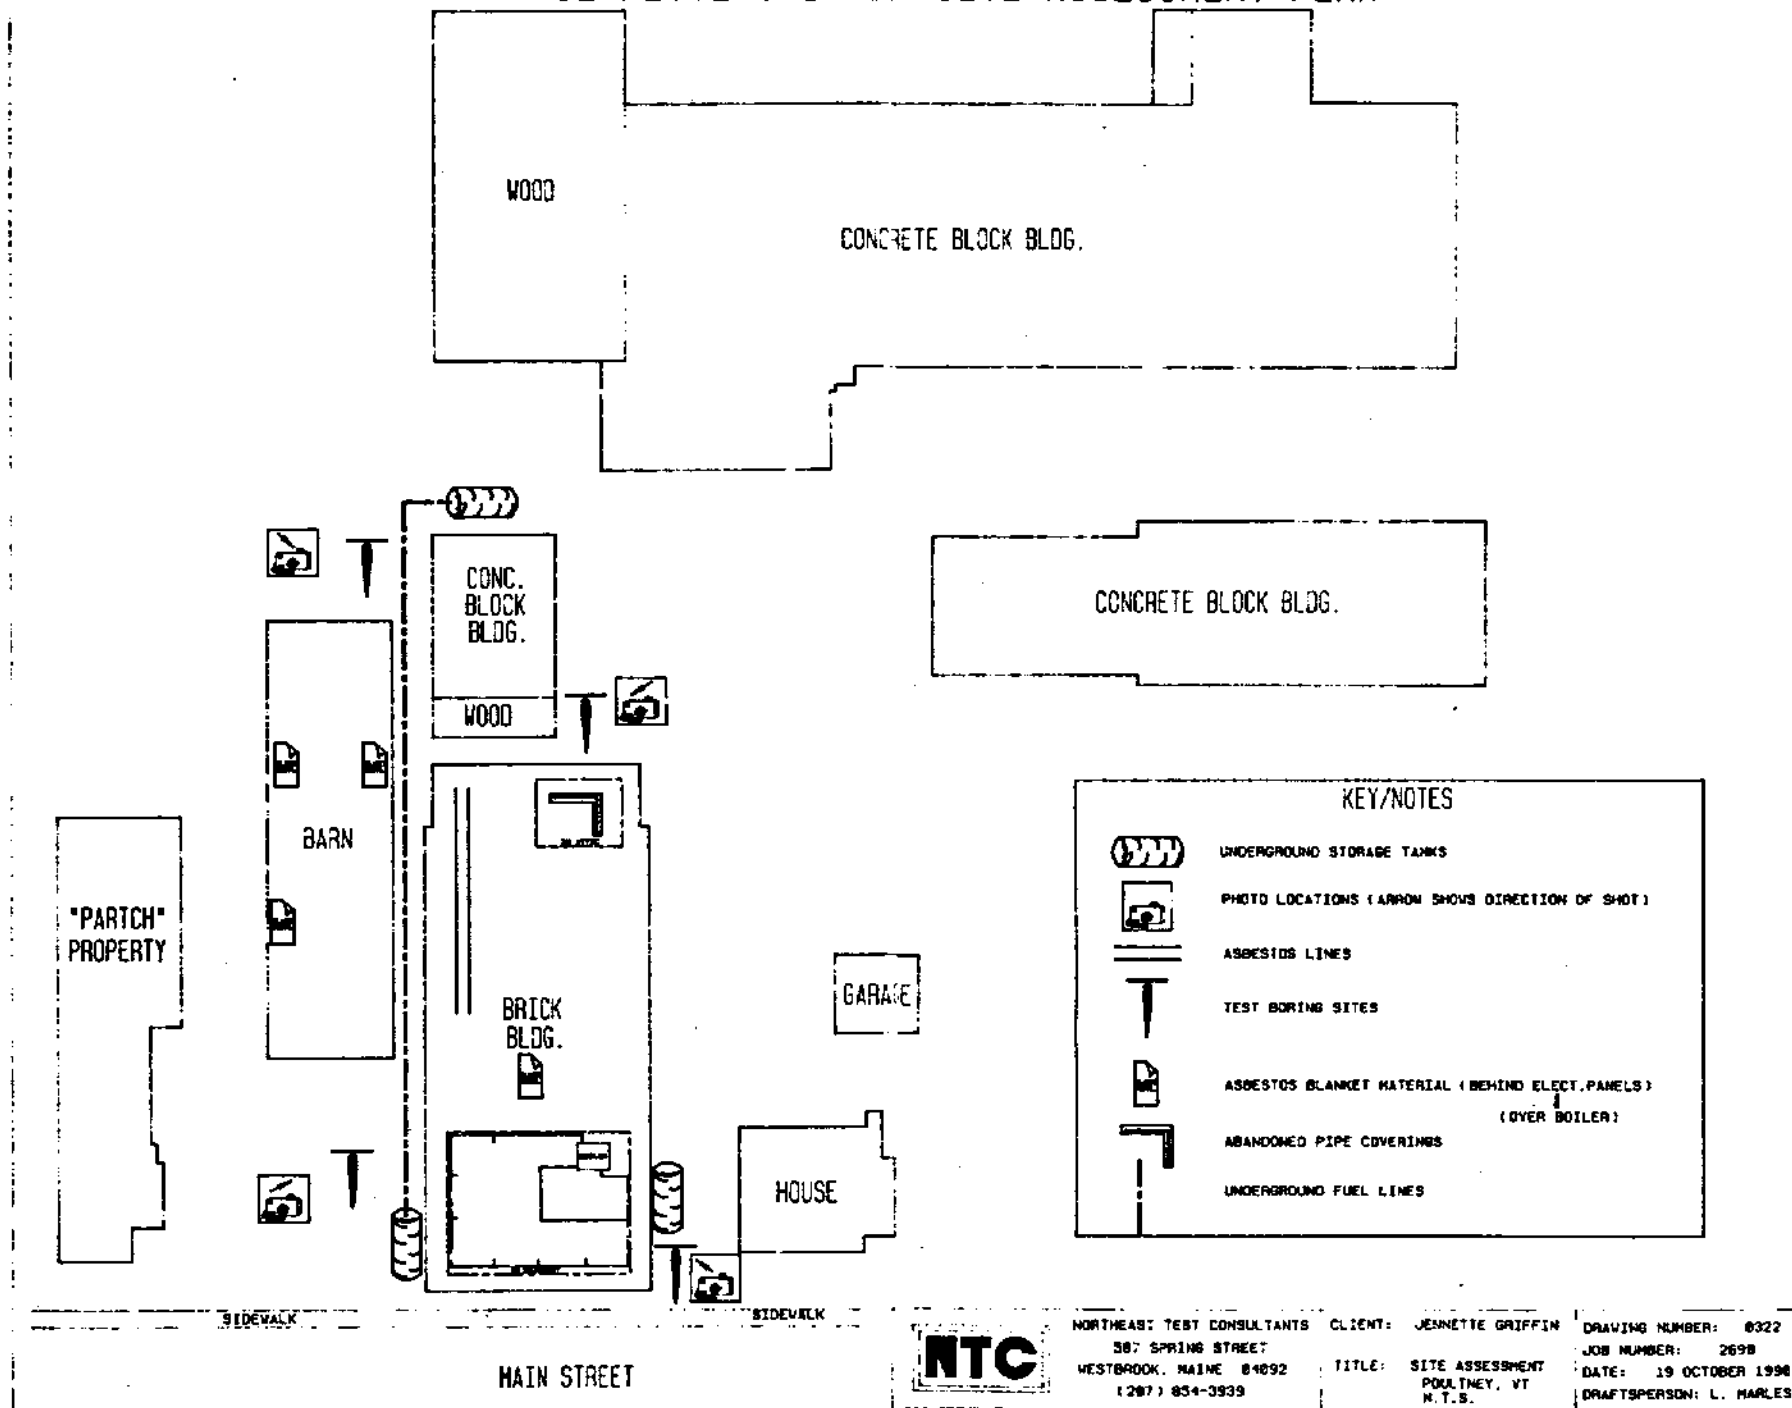 WOOD
CONCRETE BLOCK BLDG.
CONC.
BLOCK
BLDG.
WOOD
CONCRETE BLOCK BLDG.
BARN
"PARTCH"
PROPERTY
BRICK
BLDG.
GARAGE
HOUSE
KEY/NOTES
UNDERGROUND STORAGE TANKS
PHOTO LOCATIONS (ARROW SHOWS DIRECTION OF SHOT)
ASBESTOS LINES
TEST BORING SITES
ASBESTOS BLANKET MATERIAL (BEHIND ELECT. PANELS)
(OVER BOILER)
ABANDONED PIPE COVERINGS
UNDERGROUND FUEL LINES
SIDEWALK
SIDEWALK
MAIN STREET
NTC
NORTHEAST TEST CONSULTANTS
587 SPRING STREET
WESTBROOK, MAINE 04092
(207) 854-3939
CLIENT: JENNETTE GRIFFIN
TITLE: SITE ASSESSMENT
POULTNEY, VT
N.T.S.
DRAWING NUMBER: 0322
JOB NUMBER: 2698
DATE: 19 OCTOBER 1990
DRAFTSPERSON: L. MARLES